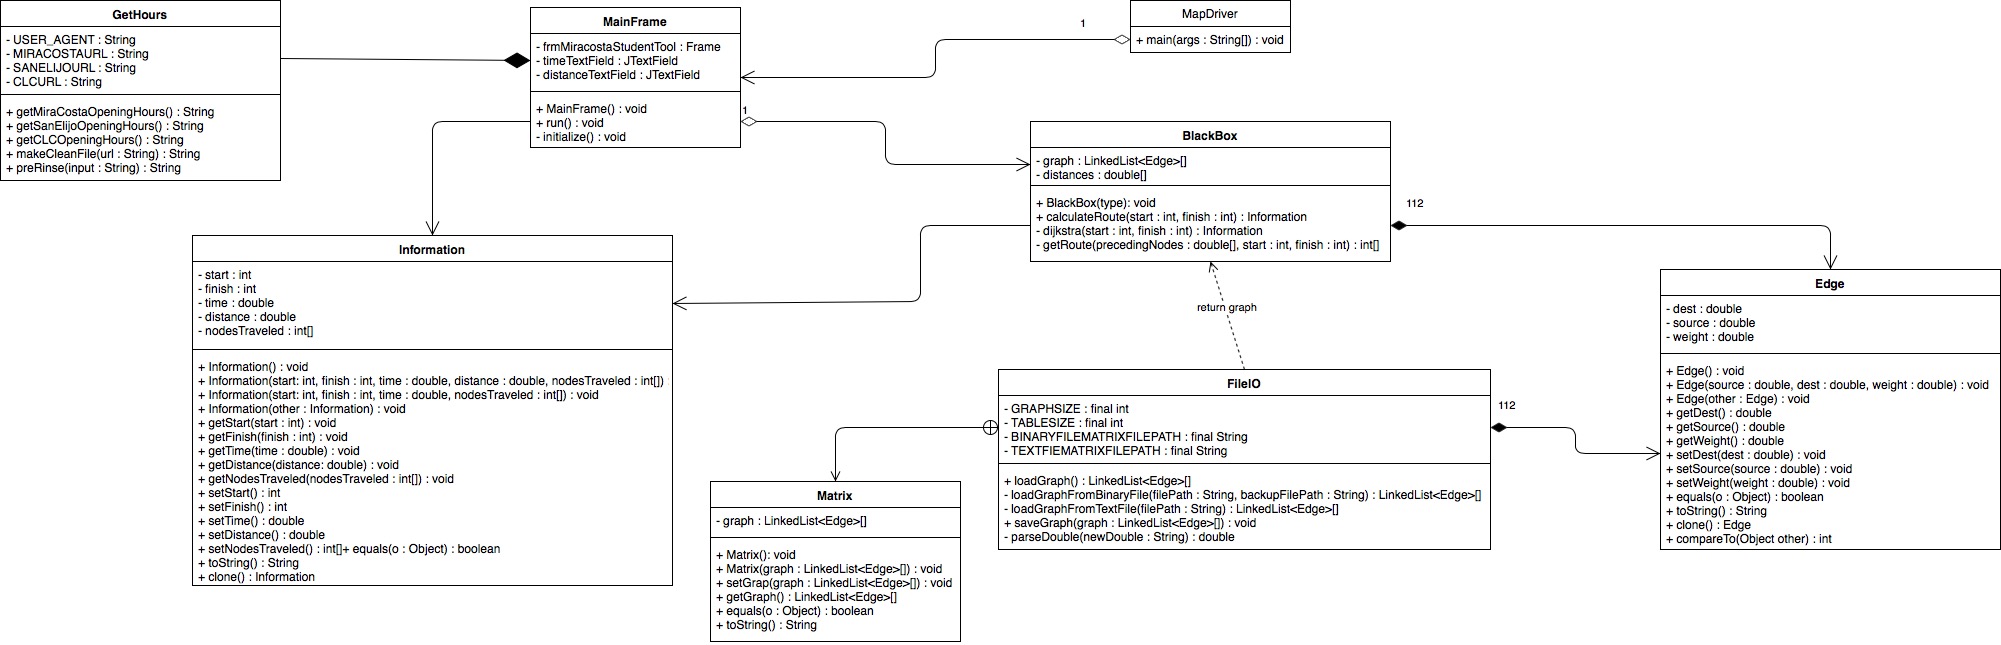 GetHours
- USER_AGENT : String
- MIRACOSTAURL : String
- SANELIJOURL : String
- CLCURL : String
+ getMiraCostaOpeningHours() : String
+ getSanElijoOpeningHours() : String
+ getCLCOpeningHours() : String
+ makeCleanFile(url : String) : String
+ preRinse(input : String) : String
MainFrame
- frmMiracostaStudentTool : Frame
- timeTextField : JTextField
- distanceTextField : JTextField
+ MainFrame() : void
+ run() : void
- initialize() : void
1
1
MapDriver
+ main(args : String[]) : void
BlackBox
- graph : LinkedList<Edge>[]
- distances : double[]
+ BlackBox(type): void
+ calculateRoute(start : int, finish : int) : Information
- dijkstra(start : int, finish : int) : Information
- getRoute(precedingNodes : double[], start : int, finish : int) : int[]
112
Information
- start : int
- finish : int
- time : double
- distance : double
- nodesTraveled : int[]
+ Information() : void
+ Information(start: int, finish : int, time : double, distance : double, nodesTraveled : int[])
+ Information(start: int, finish : int, time : double, nodesTraveled : int[]) : void
+ Information(other : Information) : void
+ getStart(start : int) : void
+ getFinish(finish : int) : void
+ getTime(time : double) : void
+ getDistance(distance: double) : void
+ getNodesTraveled(nodesTraveled : int[]) : void
+ setStart() : int
+ setFinish() : int
+ setTime() : double
+ setDistance() : double
+ setNodesTraveled() : int[]+ equals(o : Object) : boolean
+ toString() : String
+ clone() : Information
return graph
Edge
- dest : double
- source : double
- weight : double
+ Edge() : void
+ Edge(source : double, dest : double, weight : double) : void
+ Edge(other : Edge) : void
+ getDest() : double
+ getSource() : double
+ getWeight() : double
+ setDest(dest : double) : void
+ setSource(source : double) : void
+ setWeight(weight : double) : void
+ equals(o : Object) : boolean
+ toString() : String
+ clone() : Edge
+ compareTo(Object other) : int
FileIO
- GRAPHSIZE : final int
- TABLESIZE : final int
- BINARYFILEMATRIXFILEPATH : final String
- TEXTFIEMATRIXFILEPATH : final String
+ loadGraph() : LinkedList<Edge>[]
- loadGraphFromBinaryFile(filePath : String, backupFilePath : String) : LinkedList<Edge>[]
- loadGraphFromTextFile(filePath : String) : LinkedList<Edge>[]
+ saveGraph(graph : LinkedList<Edge>[]) : void
- parseDouble(newDouble : String) : double
112
Matrix
- graph : LinkedList<Edge>[]
+ Matrix(): void
+ Matrix(graph : LinkedList<Edge>[]) : void
+ setGrap(graph : LinkedList<Edge>[]) : void
+ getGraph() : LinkedList<Edge>[]
+ equals(o : Object) : boolean
+ toString() : String